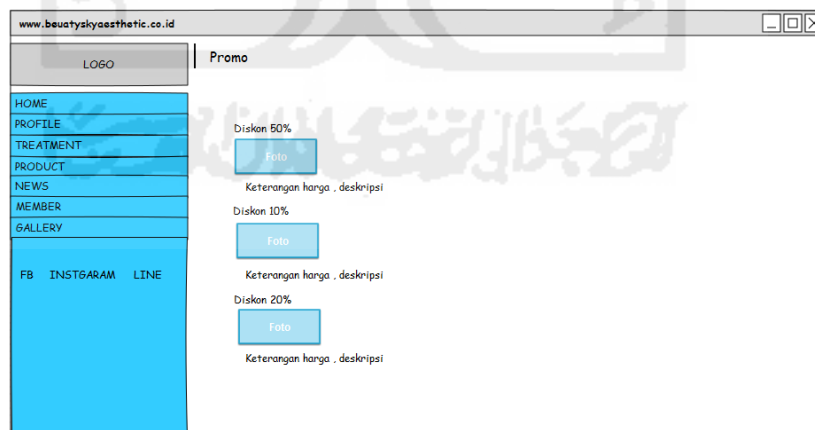 www.beuatyskyaesthetic.co.id
LOGO
Promo
HOME
PROFILE
TREATMENT
PRODUCT
NEWS
MEMBER
GALLERY
FB INSTGARAM LINE
Diskon 50%
Foto
Keterangan harga , deskripsi
Diskon 10%
Foto
Keterangan harga , deskripsi
Diskon 20%
Foto
Keterangan harga , deskripsi